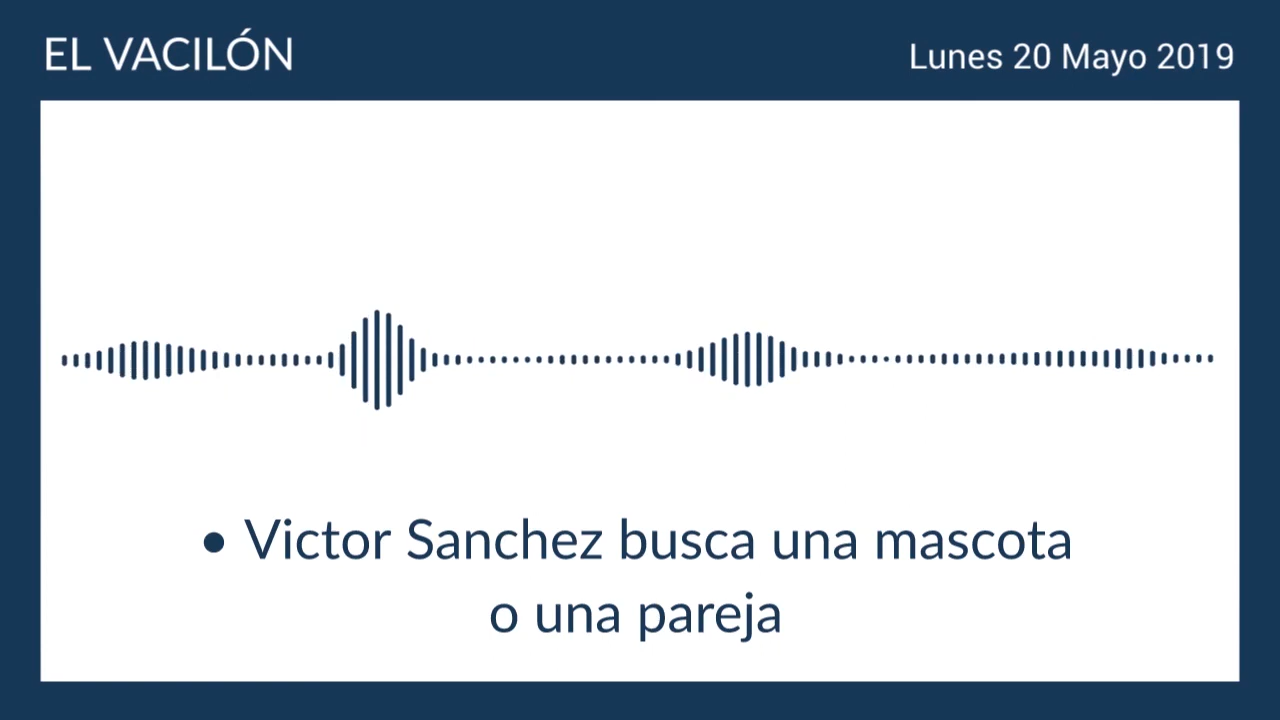 EL VACILÓN
Lunes 20 Mayo 2019
• Victor Sanchez busca una mascota
o una pareja